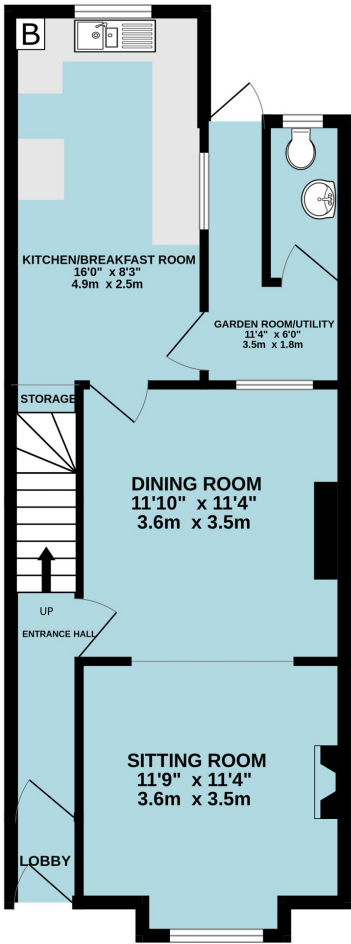 B
KITCHEN/BREAKFAST ROOM
16'0" x 8'3"
4.9m x 2.5m
GARDEN ROOM/UTILITY
11'4" x 6'0"
3.5m x 1.8m
STORAGE
DINING ROOM
11'10" x 11'4"
3.6m x 3.5m
UP
ENTRANCE HALL
SITTING ROOM
11'9" x 11'4"
3.6m x 3.5m
LOBBY